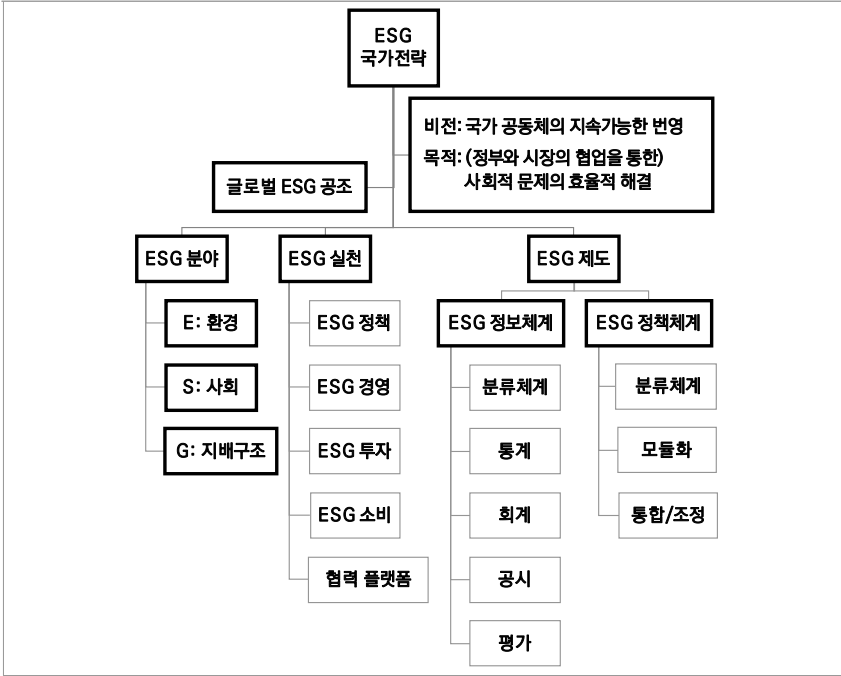 ESG
국가전략
비전: 국가 공동체의 지속가능한 번영
목적: (정부와 시장의 협업을 통한)
사회적 문제의 효율적 해결
글로벌 ESG 공조
ESG 분야
ESG 실천
ESG 제도
E: 환경
S: 사회
G: 지배구조
ESG 정책
ESG 경영
ESG 투자
ESG 소비
협력 플랫폼
ESG 정보체계
ESG 정책체계
분류체계
통계
회계
공시
평가
분류체계
모듈화
통합/조정